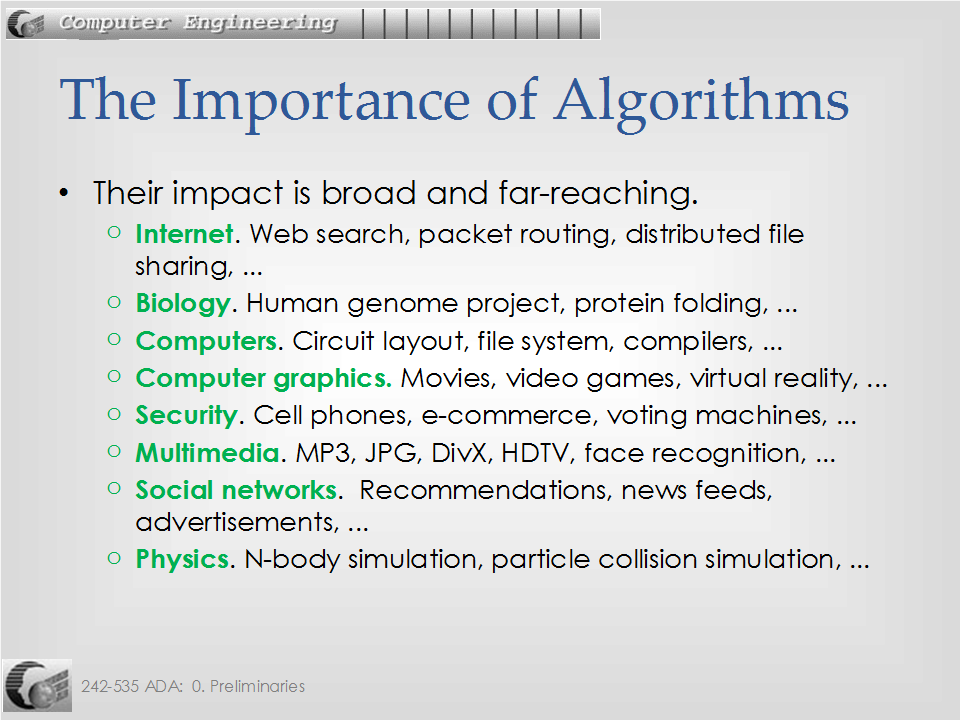 Computer Engineering
The Importance of Algorithms
• Their impact is broad and far-reaching.
○ Internet. Web search, packet routing, distributed file
sharing, ...
○ Biology. Human genome project, protein folding, ...
○ Computers. Circuit layout, file system, compilers, ...
○ Computer graphics. Movies, video games, virtual reality, ...
○ Security. Cell phones, e-commerce, voting machines, ...
○ Multimedia. MP3, JPG, DivX, HDTV, face recognition, ...
○ Social networks.  Recommendations, news feeds,
advertisements, ...
○ Physics. N-body simulation, particle collision simulation, ...
242-535 ADA:  0. Preliminaries